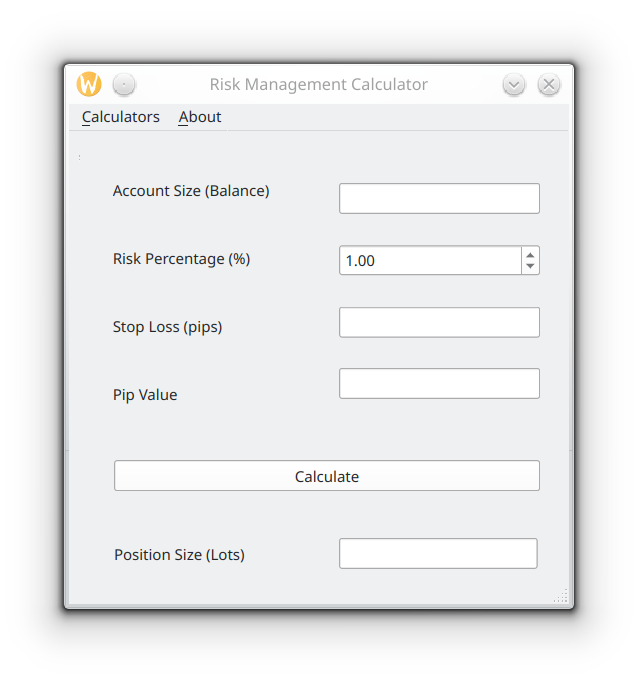 W
Risk Management Calculator
Calculators About
Account Size (Balance)
Risk Percentage (%)
1.00
Stop Loss (pips)
Pip Value
Calculate
Position Size (Lots)